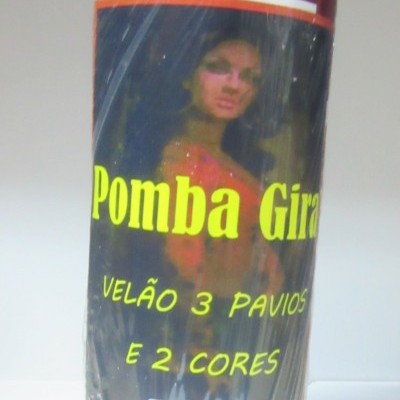 Pomba Gira
VELÃO 3 PAVIOS
E 2 CORES